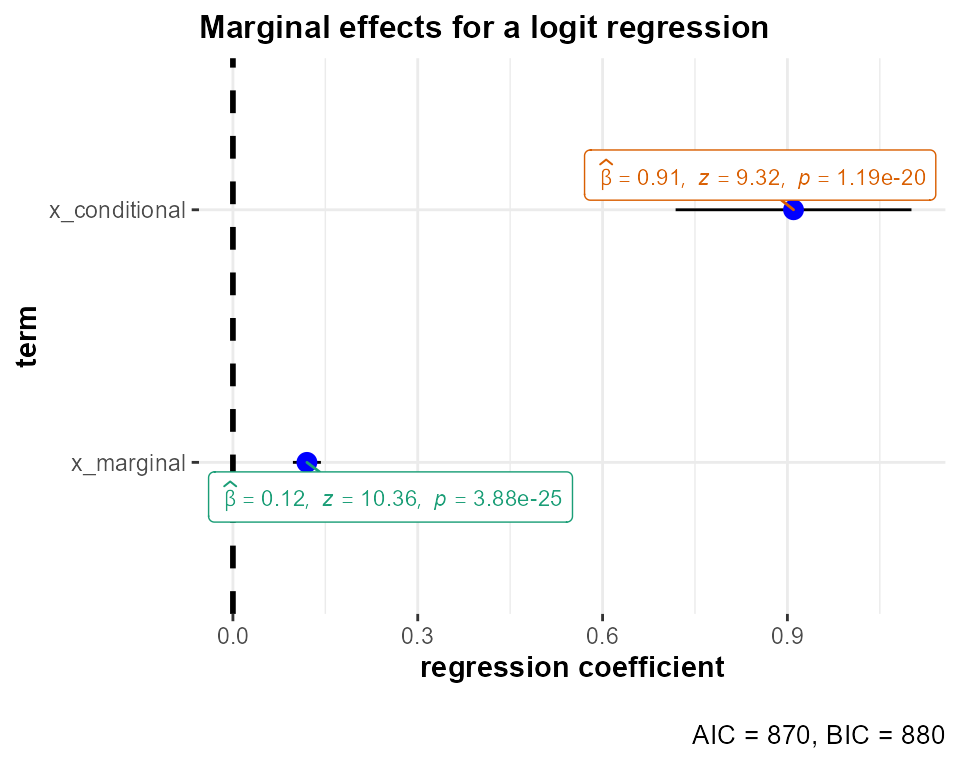 Marginal effects for a logit regression
β̂ = 0.91, z = 9.32, p = 1.19e-20
x_conditional
term
x_marginal
β̂ = 0.12, z = 10.36, p = 3.88e-25
0.0 0.3 0.6 0.9
regression coefficient
AIC = 870, BIC = 880